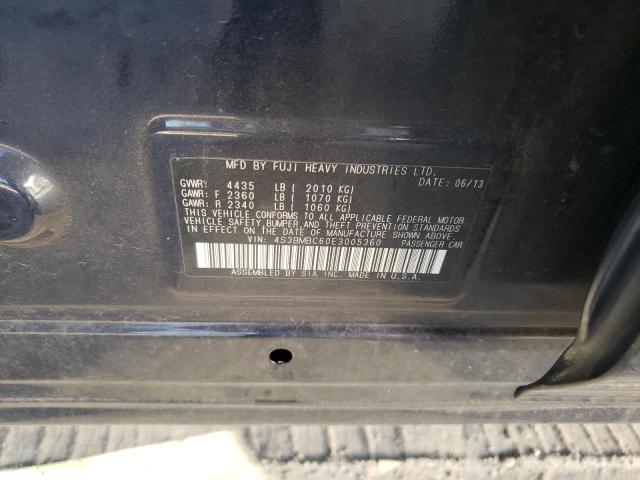 MFD BY FUJI HEAVY INDUSTRIES LTD.
DATE: 06/13
GVWR: 4435 LB ( 2010 KG)
GAWR: F 2360 LB ( 1070 KG)
GAWR: R 2340 LB ( 1060 KG)
THIS VEHICLE CONFORMS TO ALL APPLICABLE FEDERAL MOTOR
VEHICLE SAFETY, BUMPER, AND THEFT PREVENTION STANDARDS
IN EFFECT ON THE DATE OF MANUFACTURE SHOWN ABOVE.
VIN: 4S3BMBC60E3005360 PASSENGER CAR
ASSEMBLED BY SIA INC. MADE IN U.S.A.